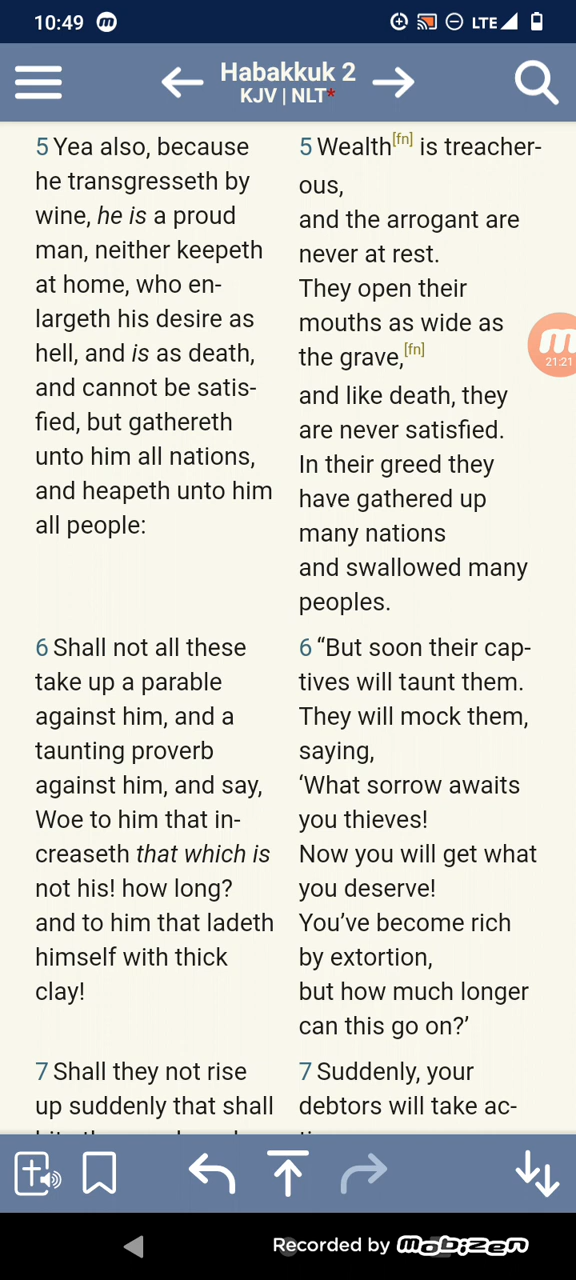 10:49
LTE
Habakkuk 2
KJV | NLT*
5 Yea also, because
he transgresseth by
wine, he is a proud
man, neither keepeth
at home, who en-
largeth his desire as
hell, and is as death,
and cannot be satis-
fied, but gathereth
unto him all nations,
and heapeth unto him
all people:
5 Wealth[fn] is treacher-
ous,
and the arrogant are
never at rest.
They open their
mouths as wide as
the grave,[fn]
and like death, they
are never satisfied.
In their greed they
have gathered up
many nations
and swallowed many
peoples.
21:21
6 Shall not all these
take up a parable
against him, and a
taunting proverb
against him, and say,
Woe to him that in-
creaseth that which is
not his! how long?
and to him that ladeth
himself with thick
clay!
6 “But soon their cap-
tives will taunt them.
They will mock them,
saying,
‘What sorrow awaits
you thieves!
Now you will get what
you deserve!
You’ve become rich
by extortion,
but how much longer
can this go on?’
7 Shall they not rise
up suddenly that shall
7 Suddenly, your
debtors will take ac-
Recorded by mobizen